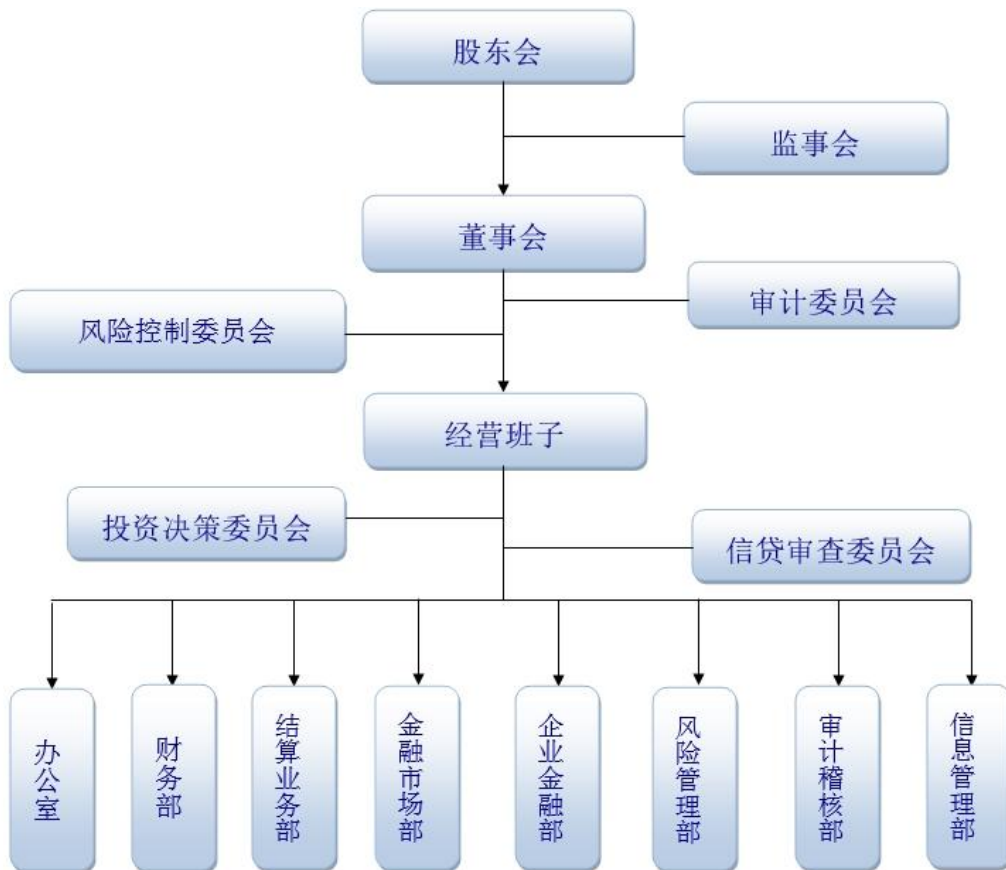 股东会
监事会
董事会
审计委员会
风险控制委员会
经营班子
投资决策委员会
信贷审查委员会
办公室
财务部
结算业务部
金融市场部
企业金融部
风险管理部
审计稽核部
信息管理部